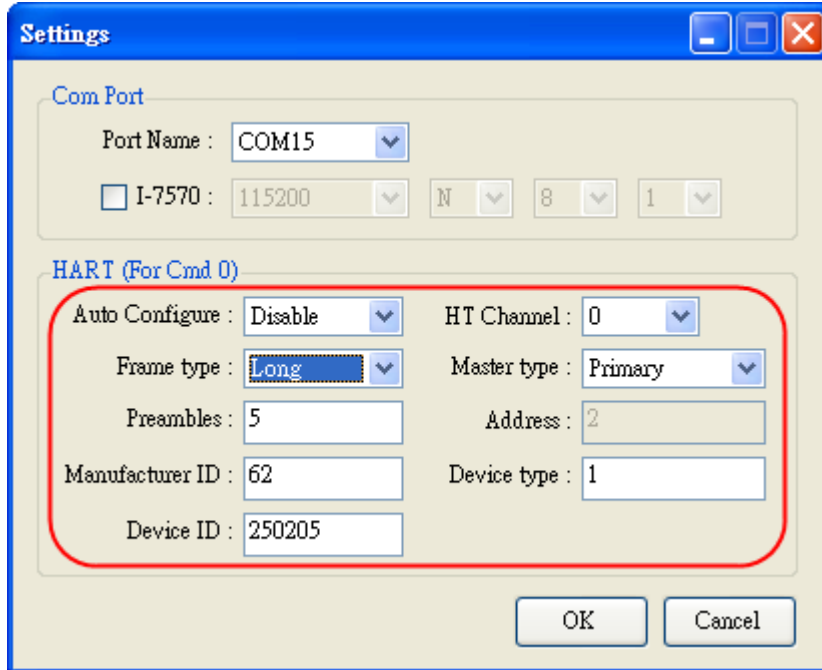 Settings
Com Port
Port Name : COM15
I-7570 : 115200 N 8 1
HART (For Cmd 0)
Auto Configure : Disable HT Channel : 0
Frame type : Long Master type : Primary
Preambles : 5 Address : 2
Manufacturer ID : 62 Device type : 1
Device ID : 250205
OK Cancel